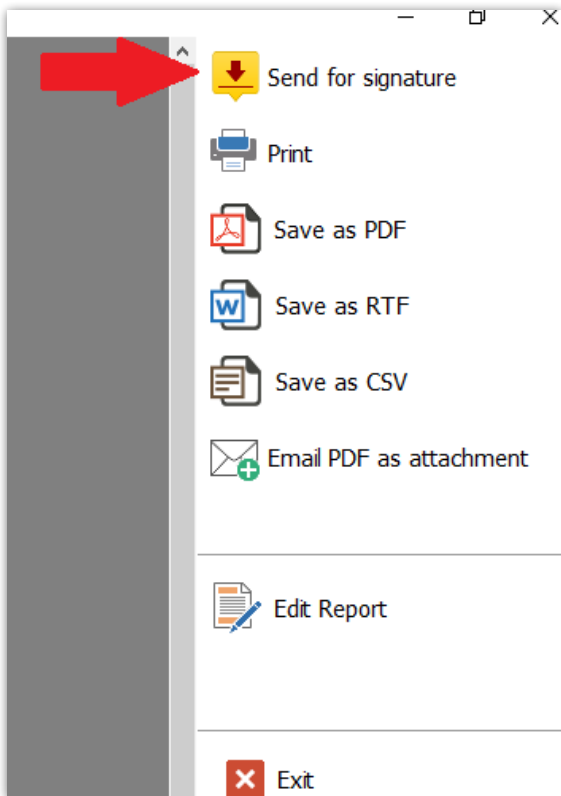 Send for signature
Print
Save as PDF
Save as RTF
Save as CSV
Email PDF as attachment
Edit Report
Exit